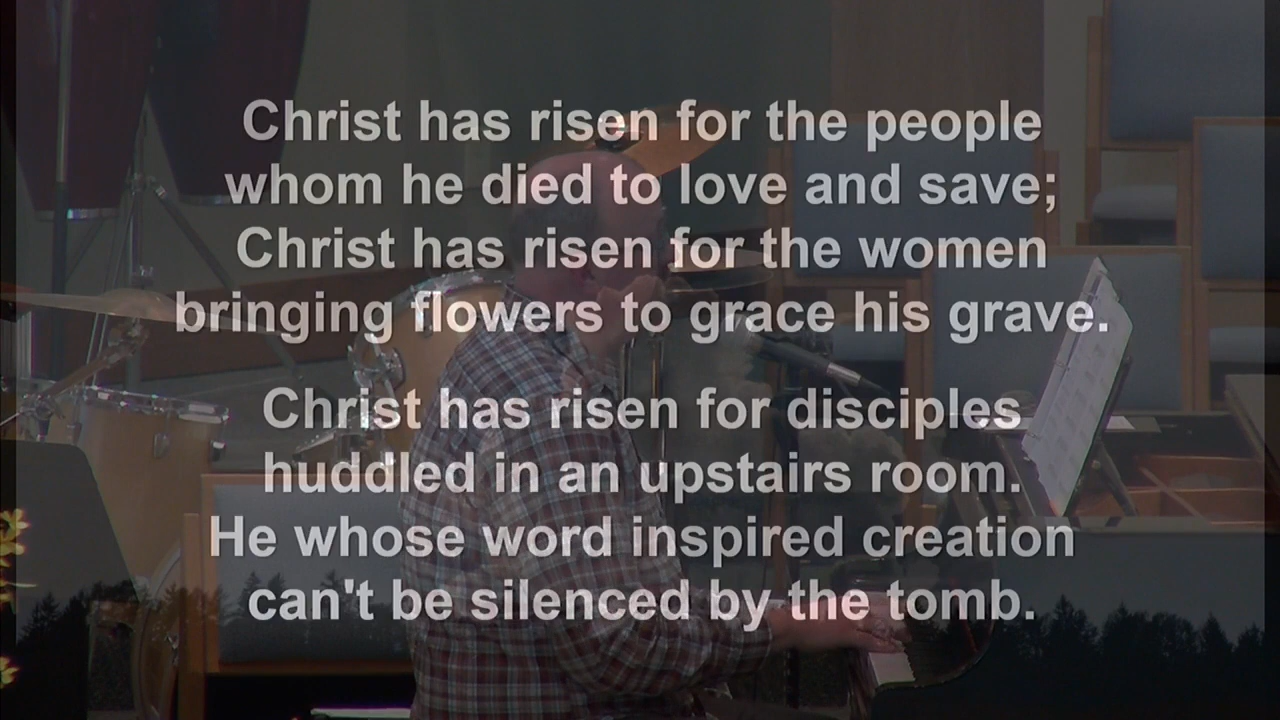 Christ has risen for the people
whom he died to love and save;
Christ has risen for the women
bringing flowers to grace his grave.
Christ has risen for disciples
huddled in an upstairs room.
He whose word inspired creation
can't be silenced by the tomb.